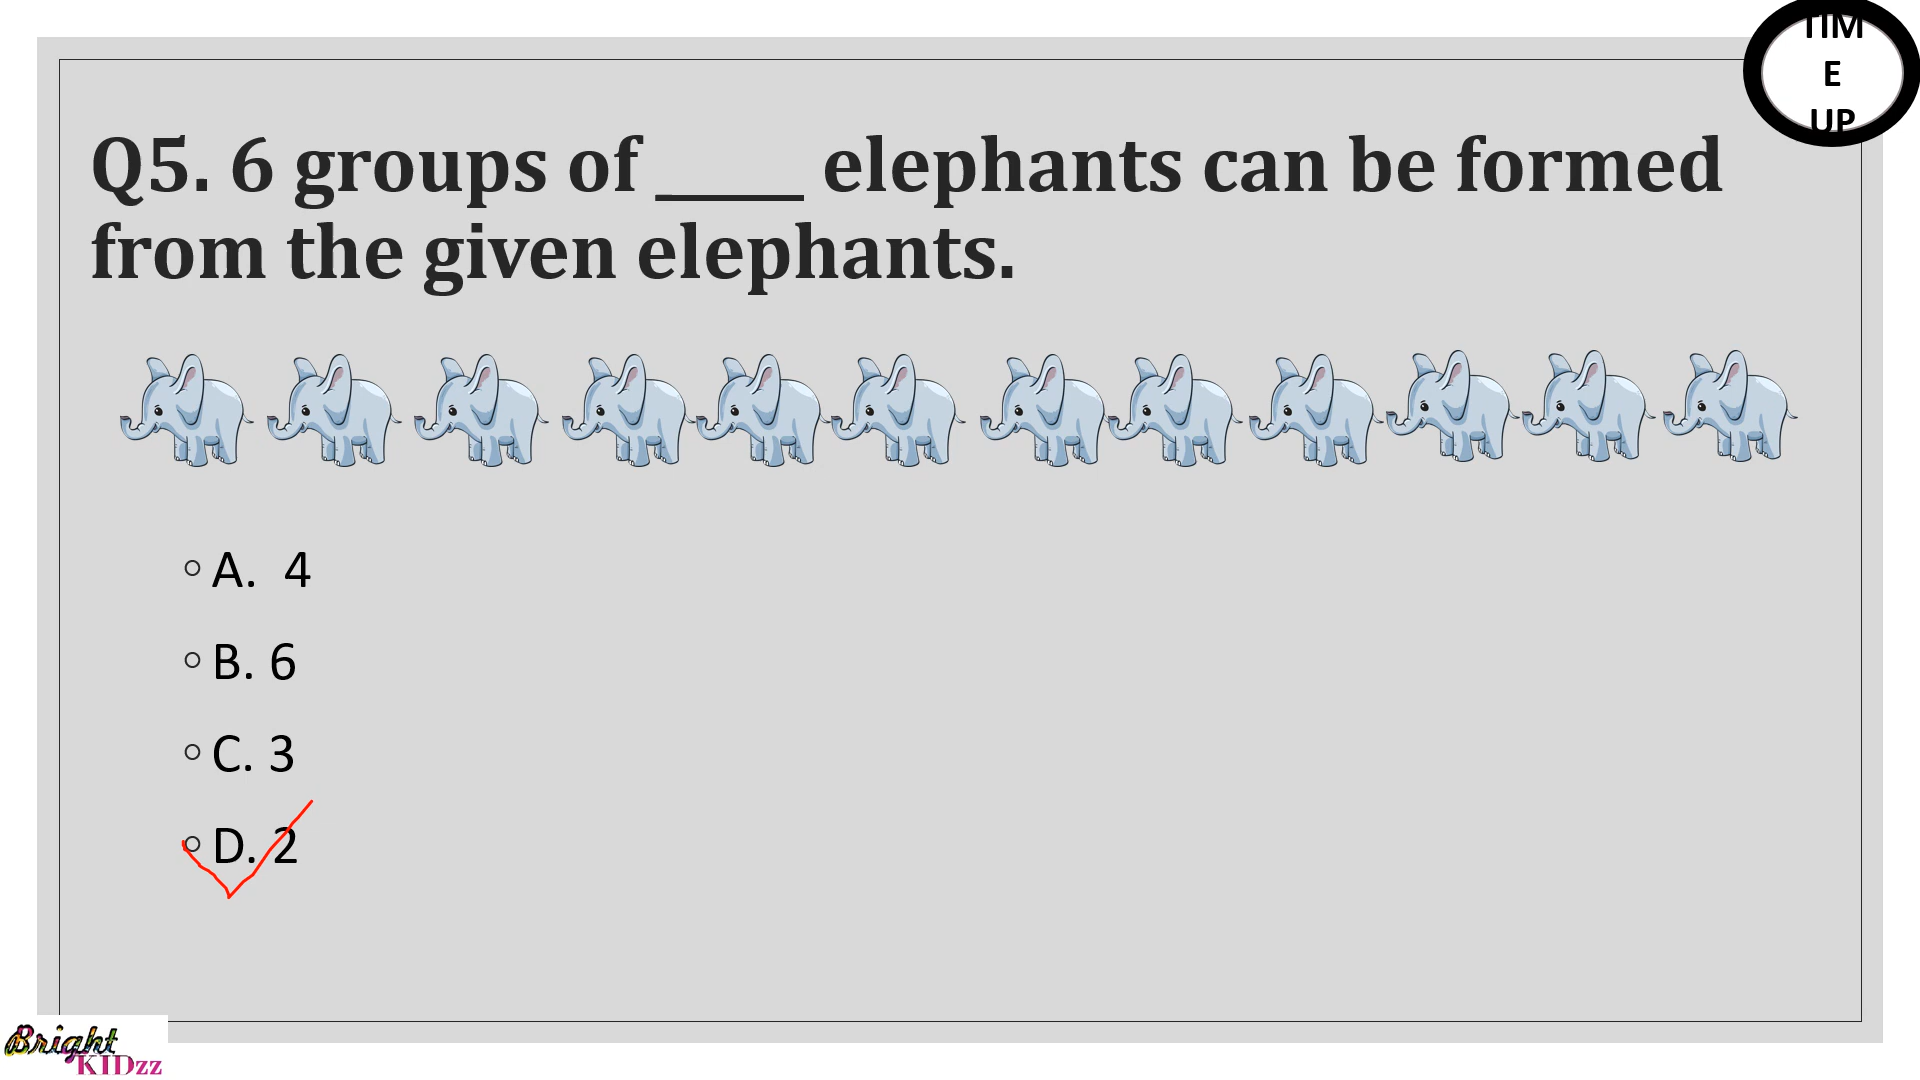 TIM
E
UP
Q5. 6 groups of _____ elephants can be formed
from the given elephants.
A. 4
B. 6
C. 3
D. 2
Bright
KIDzz